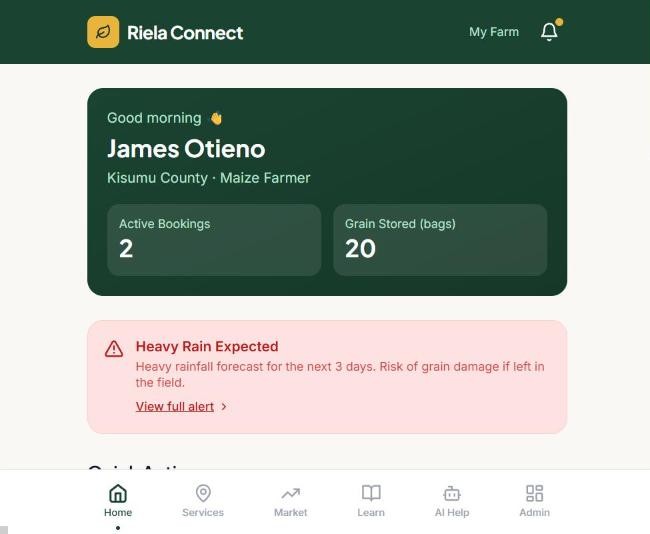 Riela Connect
My Farm
Good morning 👋
James Otieno
Kisumu County · Maize Farmer
Active Bookings
2
Grain Stored (bags)
20
Heavy Rain Expected
Heavy rainfall forecast for the next 3 days. Risk of grain damage if left in
the field.
View full alert
Home
Services
Market
Learn
AI Help
Admin